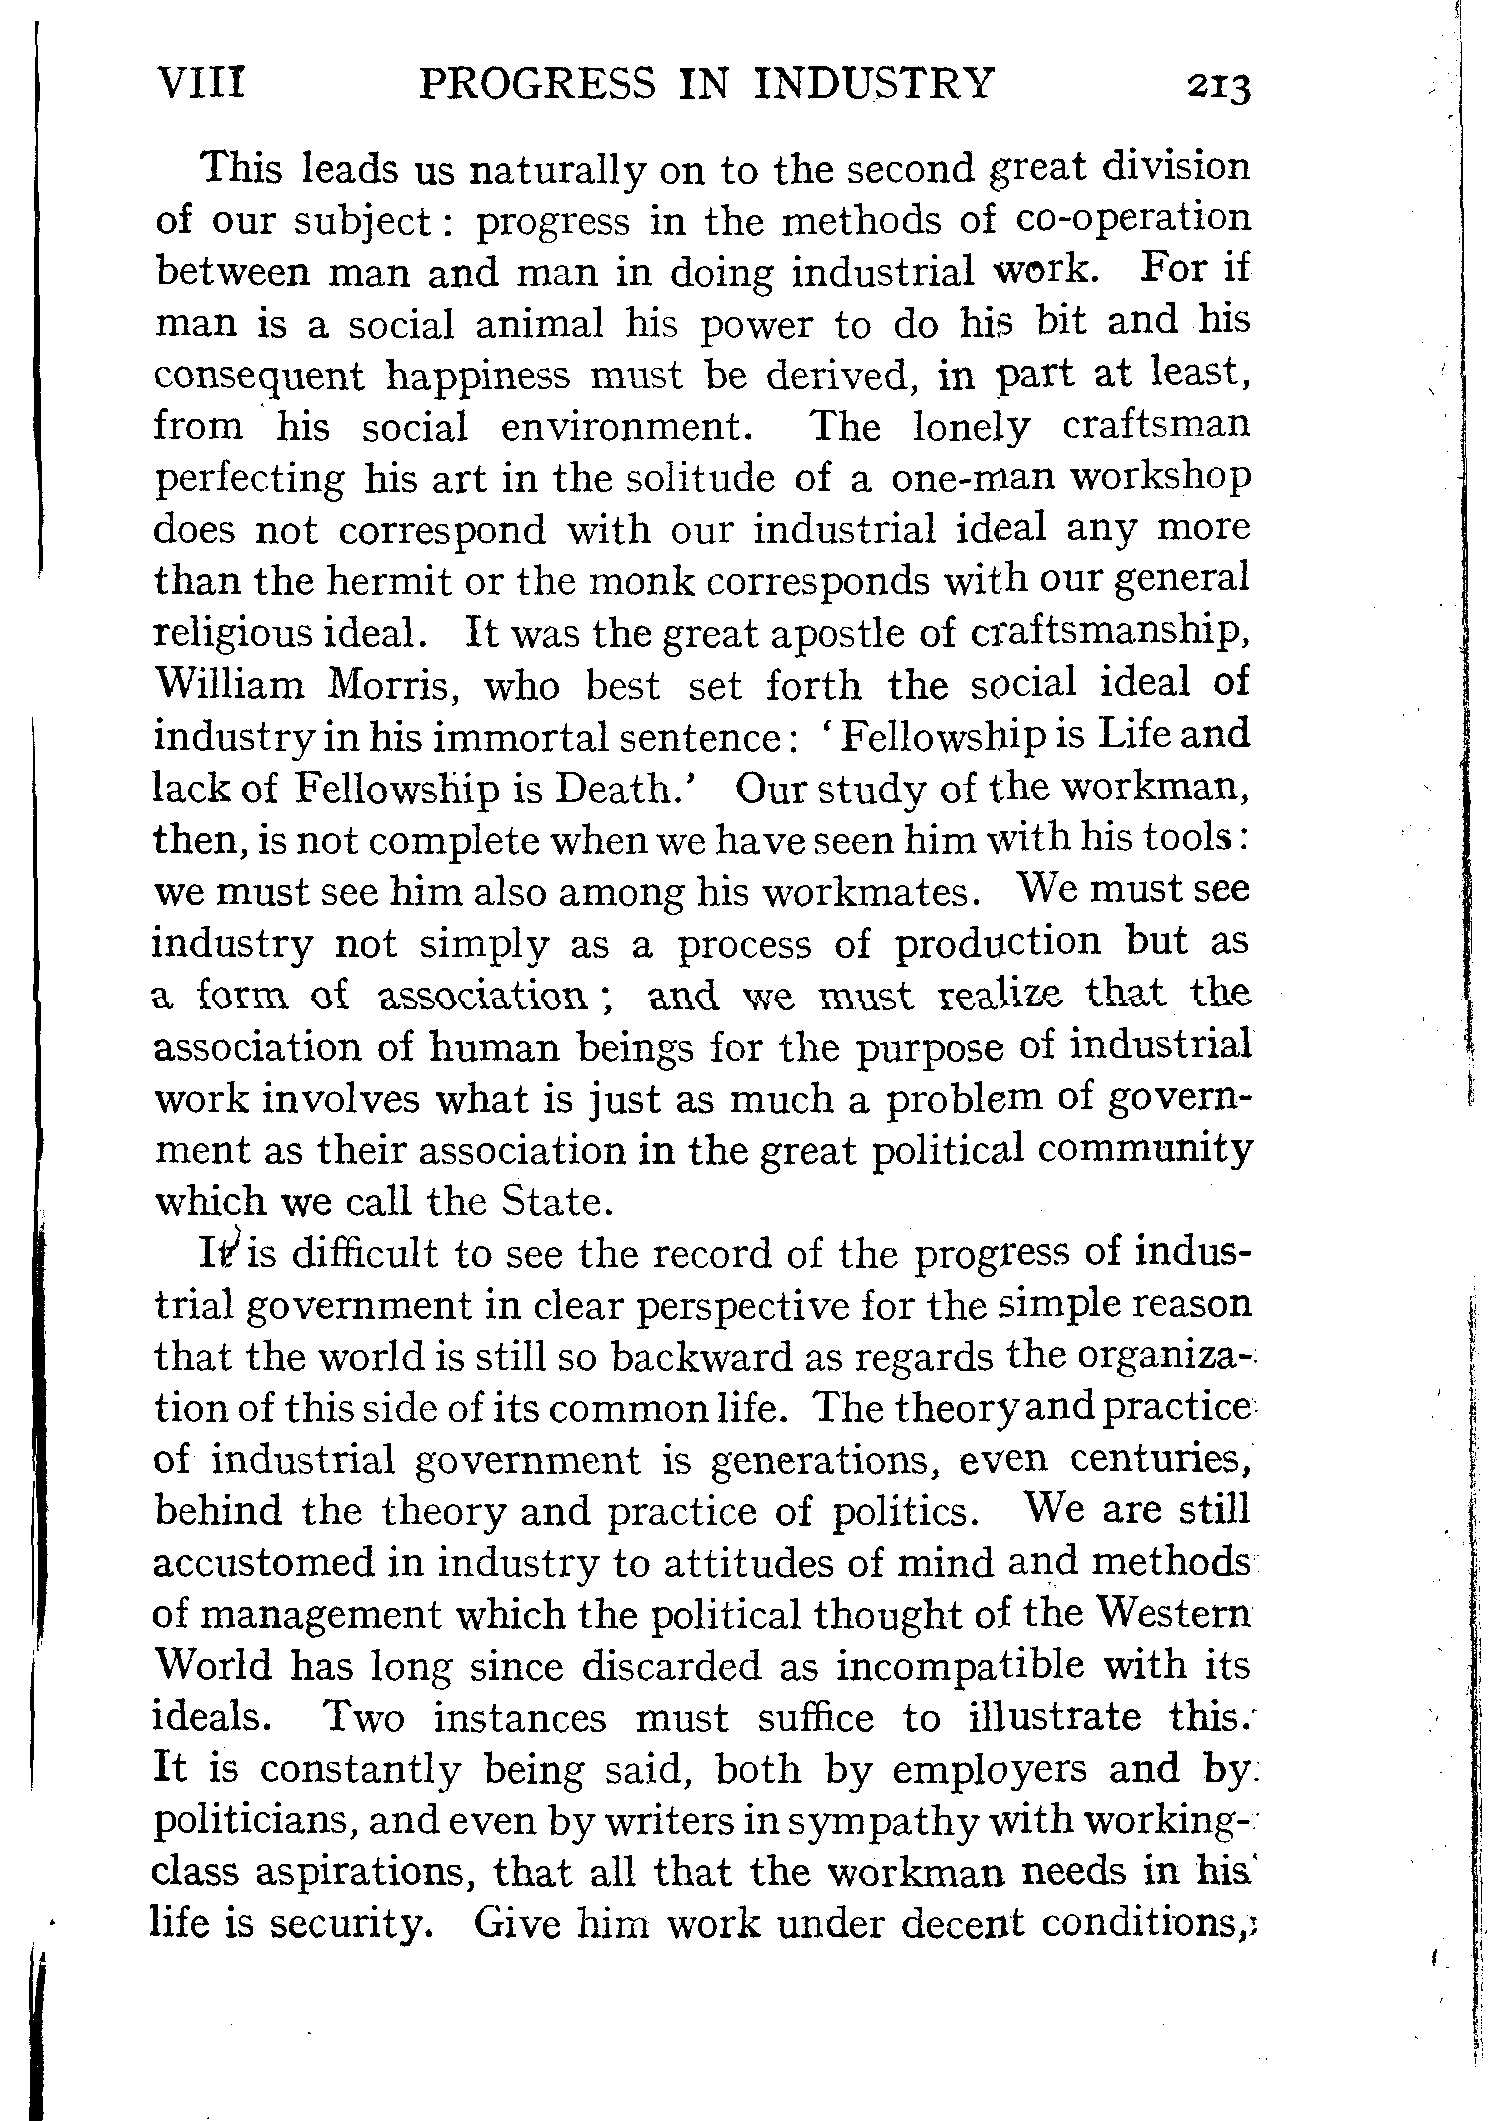 VIII PROGRESS IN INDUSTRY 213
This leads us naturally on to the second great division
of our subject : progress in the methods of co-operation
between man and man in doing industrial work. For if
man is a social animal his power to do his bit and his
consequent happiness must be derived, in part at least,
from his social environment. The lonely craftsman
perfecting his art in the solitude of a one-man workshop
does not correspond with our industrial ideal any more
than the hermit or the monk corresponds with our general
religious ideal. It was the great apostle of craftsmanship,
William Morris, who best set forth the social ideal of
industry in his immortal sentence : ‘ Fellowship is Life and
lack of Fellowship is Death.’ Our study of the workman,
then, is not complete when we have seen him with his tools :
we must see him also among his workmates. We must see
industry not simply as a process of production but as
a form of association ; and we must realize that the
association of human beings for the purpose of industrial
work involves what is just as much a problem of govern-
ment as their association in the great political community
which we call the State.
It is difficult to see the record of the progress of indus-
trial government in clear perspective for the simple reason
that the world is still so backward as regards the organiza-
tion of this side of its common life. The theory and practice
of industrial government is generations, even centuries,
behind the theory and practice of politics. We are still
accustomed in industry to attitudes of mind and methods
of management which the political thought of the Western
World has long since discarded as incompatible with its
ideals. Two instances must suffice to illustrate this.
It is constantly being said, both by employers and by
politicians, and even by writers in sympathy with working-
class aspirations, that all that the workman needs in his
life is security. Give him work under decent conditions,